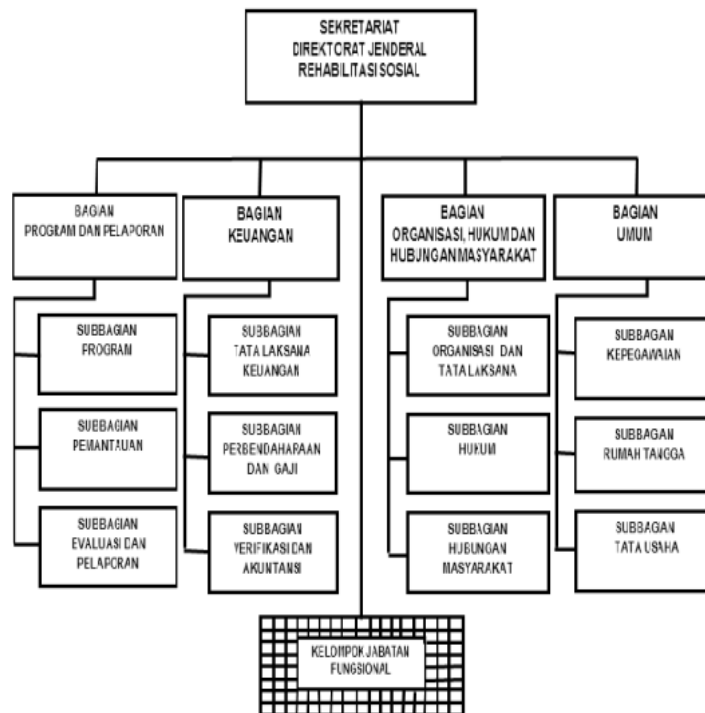 SEKRETARIAT
DIREKTORAT JENDERAL
REHABILITASI SOSIAL
BAGIAN
PROGRAM DAN PELAPORAN
BAGIAN
KEUANGAN
BAGIAN
ORGANISASI, HUKUM DAN
HUBUNGAN MASYARAKAT
BAGIAN
UMUM
SUBBAGIAN
PROGRAM
SUBBAGIAN
TATA LAKSANA
KEUANGAN
SUBBAGIAN
ORGANISASI DAN
TATA LAKSANA
SUBBAGAN
KEPEGAWAIAN
SUBBAGIAN
PEMANTAUAN
SUBBAGIAN
PERBENDAHARAAN
DAN GAJI
SUBBAGIAN
HUKUM
SUBBAGAN
RUMAH TANGGA
SUBBAGIAN
EVALUASI DAN
PELAPORAN
SUBBAGIAN
VERIFIKASI DAN
AKUNTANSI
SUBBAGIAN
HUBUNGAN
MASYARAKAT
SUBBAGAN
TATA USAHA
KELOMPOK JABATAN
FUNGSIONAL